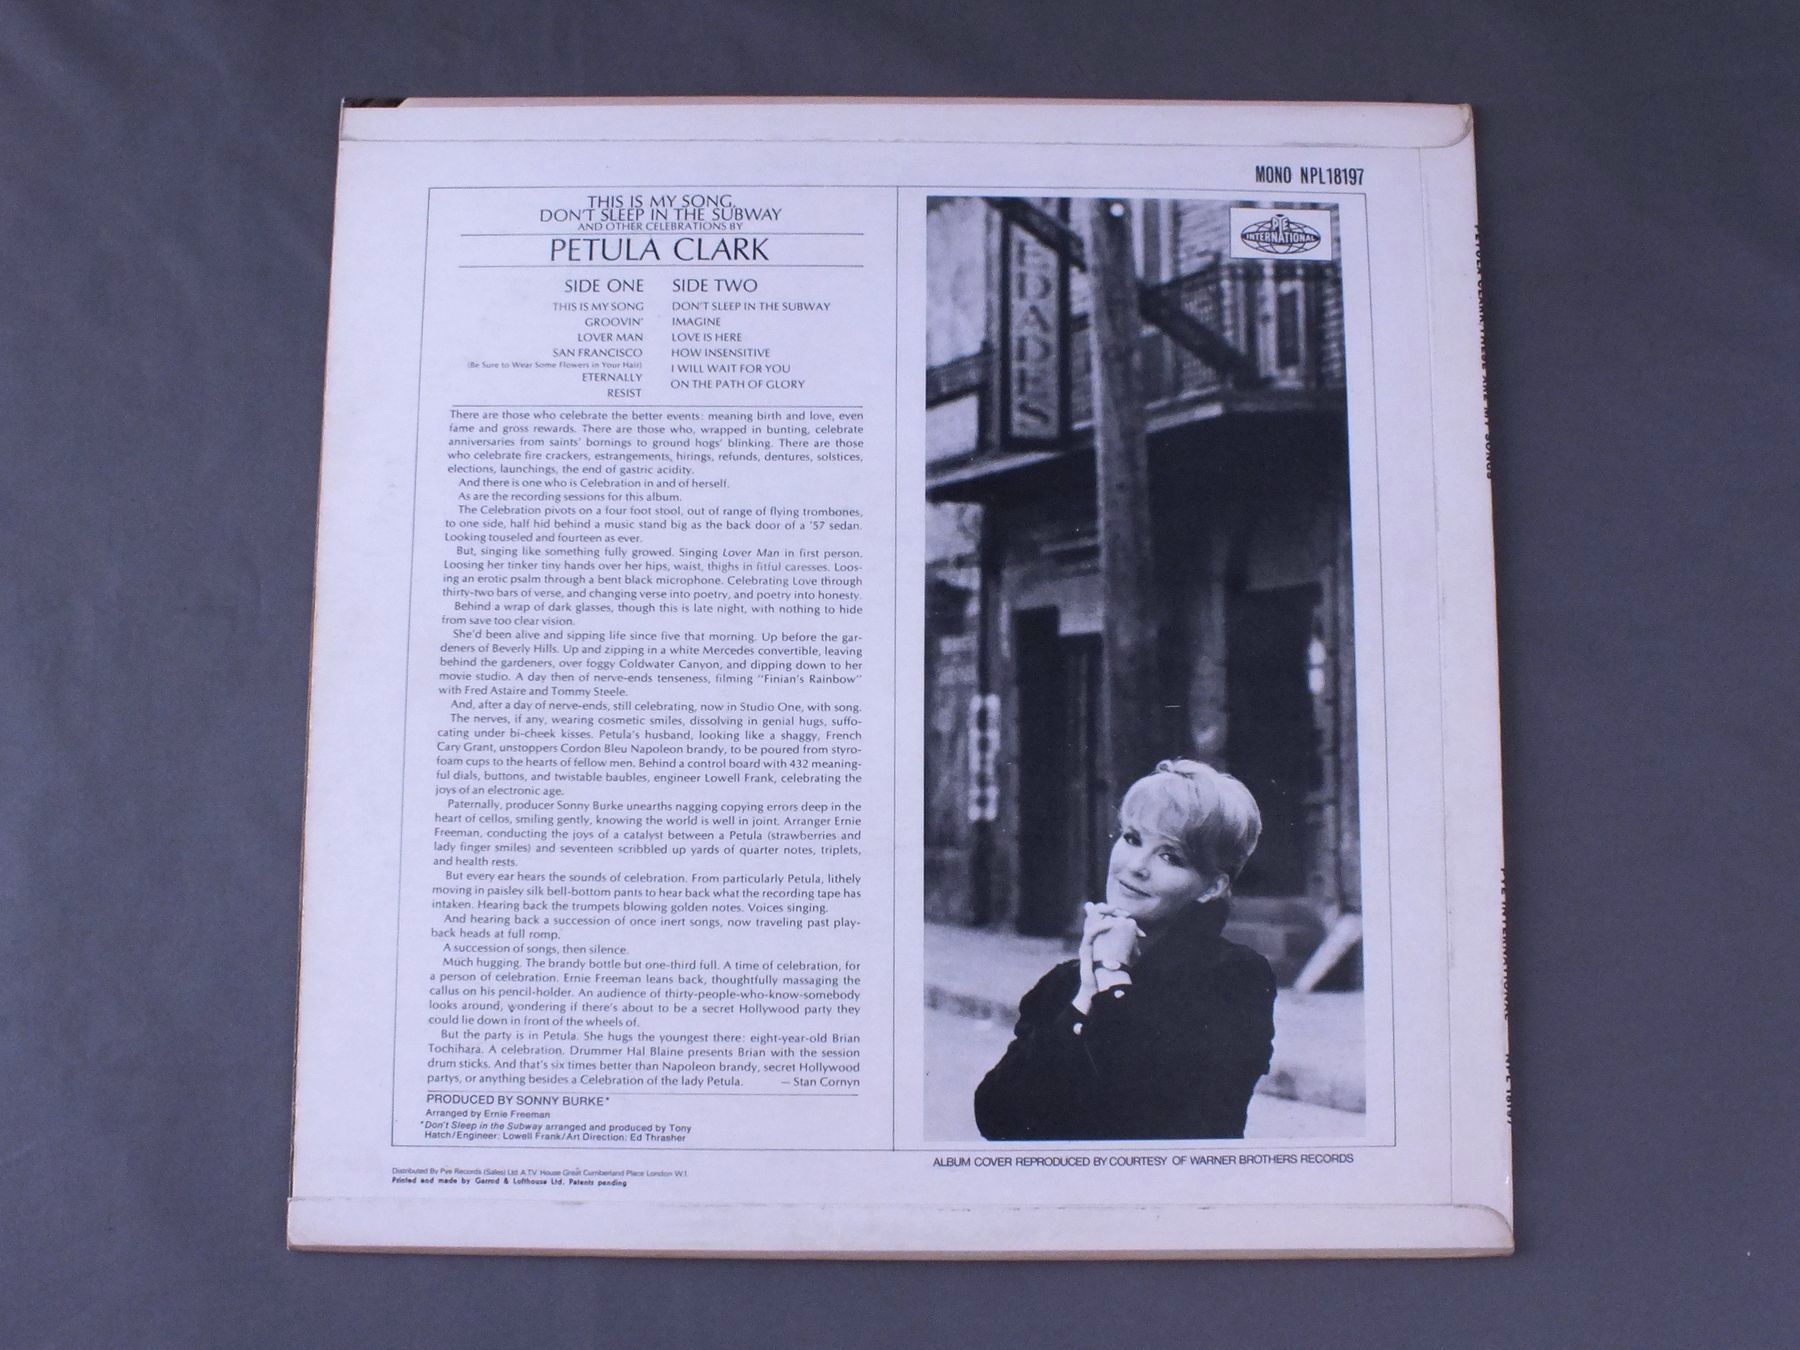 MONO NPL18197
THIS IS MY SONG,
DON'T SLEEP IN THE SUBWAY
AND OTHER CELEBRATIONS BY
PETULA CLARK
SIDE ONE
THIS IS MY SONG
GROOVIN'
LOVER MAN
SAN FRANCISCO
(Be Sure to Wear Some Flowers in Your Hair)
ETERNALLY
RESIST
SIDE TWO
DON'T SLEEP IN THE SUBWAY
IMAGINE
LOVE IS HERE
HOW INSENSITIVE
I WILL WAIT FOR YOU
ON THE PATH OF GLORY
There are those who celebrate the better events: meaning birth and love, even
fame and gross rewards. There are those who, wrapped in bunting, celebrate
anniversaries from saints' bornings to ground hogs' blinking. There are those
who celebrate fire crackers, estrangements, hirings, refunds, dentures, solstices,
elections, launchings, the end of gastric acidity.
And there is one who is Celebration in and of herself.
As are the recording sessions for this album.
The Celebration pivots on a four foot stool, out of range of flying trombones,
to one side, half hid behind a music stand big as the back door of a '57 sedan.
Looking touseled and fourteen as ever.
But, singing like something fully growed. Singing Lover Man in first person.
Loosing her tinker tiny hands over her hips, waist, thighs in fitful caresses. Loos-
ing an erotic psalm through a bent black microphone. Celebrating Love through
thirty-two bars of verse, and changing verse into poetry, and poetry into honesty.
Behind a wrap of dark glasses, though this is late night, with nothing to hide
from save too clear vision.
She'd been alive and sipping life since five that morning. Up before the gar-
deners of Beverly Hills. Up and zipping in a white Mercedes convertible, leaving
behind the gardeners, over foggy Coldwater Canyon, and dipping down to her
movie studio. A day then of nerve-ends tenseness, filming "Finian's Rainbow"
with Fred Astaire and Tommy Steele.
And, after a day of nerve-ends, still celebrating, now in Studio One, with song.
The nerves, if any, wearing cosmetic smiles, dissolving in genial hugs, suffo-
cating under bi-cheek kisses. Petula's husband, looking like a shaggy, French
Cary Grant, unstoppers Cordon Bleu Napoleon brandy, to be poured from styro-
foam cups to the hearts of fellow men. Behind a control board with 432 meaning-
ful dials, buttons, and twistable baubles, engineer Lowell Frank, celebrating the
joys of an electronic age.
Paternally, producer Sonny Burke unearths nagging copying errors deep in the
heart of cellos, smiling gently, knowing the world is well in joint. Arranger Ernie
Freeman, conducting the joys of a catalyst between a Petula (strawberries and
lady finger smiles) and seventeen scribbled up yards of quarter notes, triplets,
and health rests.
But every ear hears the sounds of celebration. From particularly Petula, lithely
moving in paisley silk bell-bottom pants to hear back what the recording tape has
intaken. Hearing back the trumpets blowing golden notes. Voices singing.
And hearing back a succession of once inert songs, now traveling past play-
back heads at full romp.
A succession of songs, then silence.
Much hugging. The brandy bottle but one-third full. A time of celebration, for
a person of celebration. Ernie Freeman leans back, thoughtfully massaging the
callus on his pencil-holder. An audience of thirty-people-who-know-somebody
looks around, wondering if there's about to be a secret Hollywood party they
could lie down in front of the wheels of.
But the party is in Petula. She hugs the youngest there: eight-year-old Brian
Tochihara. A celebration. Drummer Hal Blaine presents Brian with the session
drum sticks. And that's six times better than Napoleon brandy, secret Hollywood
partys, or anything besides a Celebration of the lady Petula. — Stan Cornyn
PRODUCED BY SONNY BURKE*
Arranged by Ernie Freeman
*Don't Sleep in the Subway arranged and produced by Tony
Hatch/Engineer: Lowell Frank/Art Direction: Ed Thrasher
PYE
INTERNATIONAL
ALBUM COVER REPRODUCED BY COURTESY OF WARNER BROTHERS RECORDS
Distributed By Pye Records (Sales) Ltd. A.T.V. House Great Cumberland Place London W.1.
Printed and made by Garrod & Lofthouse Ltd. Patents pending